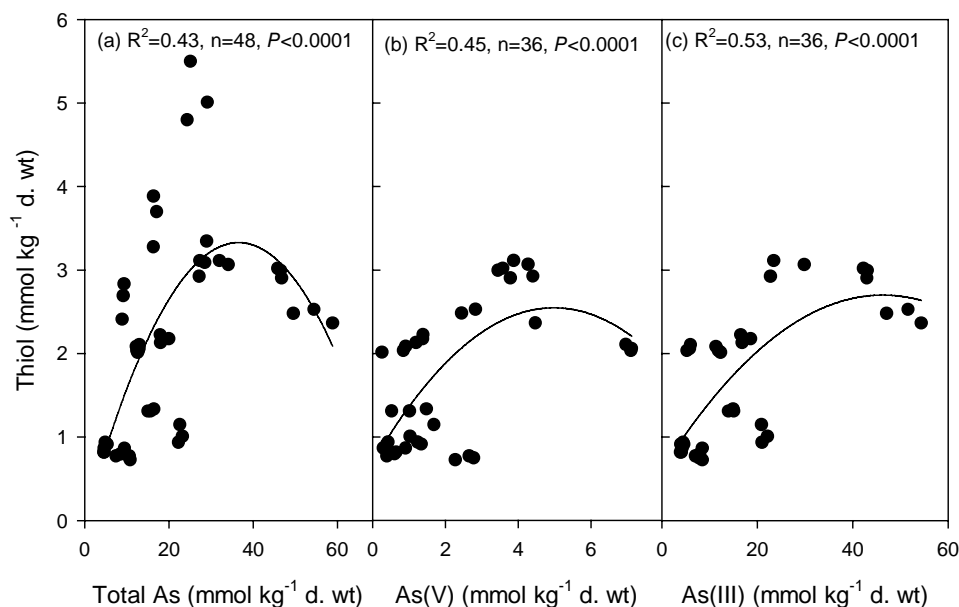 (a) R²=0.43, n=48, P<0.0001
(b) R²=0.45, n=36, P<0.0001
(c) R²=0.53, n=36, P<0.0001
Thiol (mmol kg⁻¹ d. wt)
6
5
4
3
2
1
0
0 20 40 60
0 2 4 6
0 20 40 60
Total As (mmol kg⁻¹ d. wt)
As(V) (mmol kg⁻¹ d. wt)
As(III) (mmol kg⁻¹ d. wt)